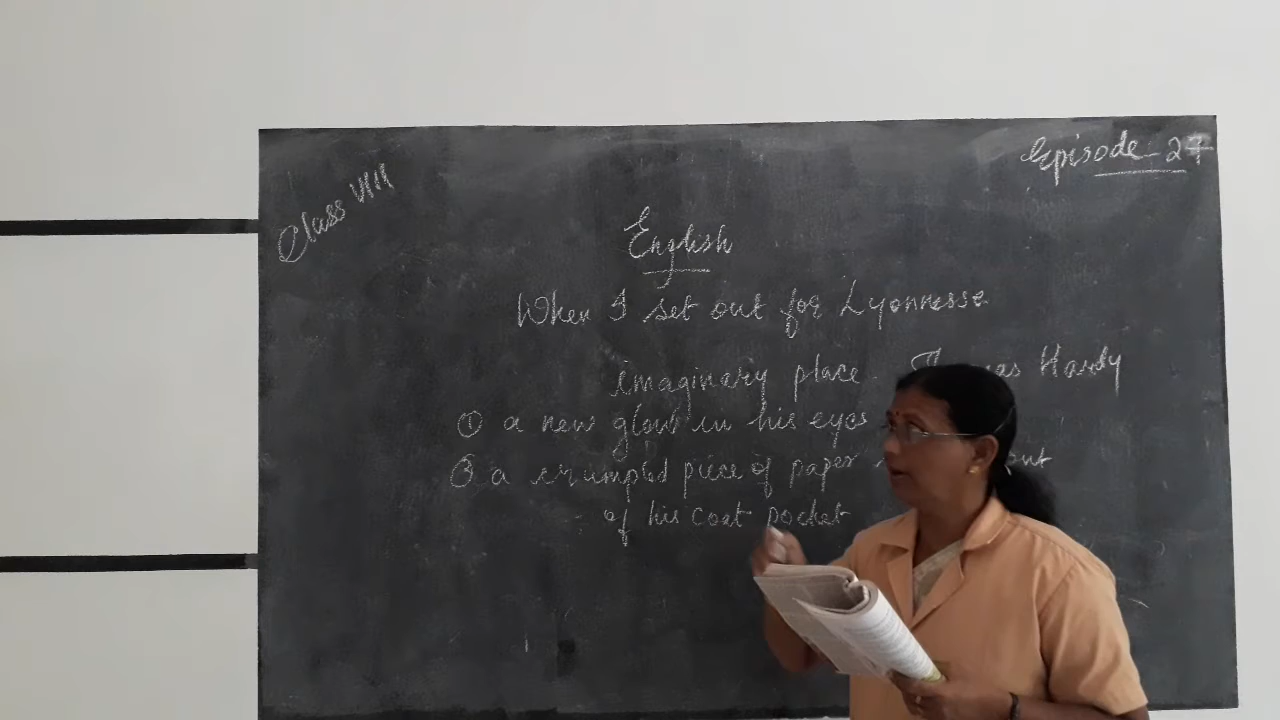 Class VIII
Episode - 27
English
When I set out for Lyonnesse
imaginary place. Hardy
① a new glow in his eyes
② a crumpled piece of paper
of his coat pocket